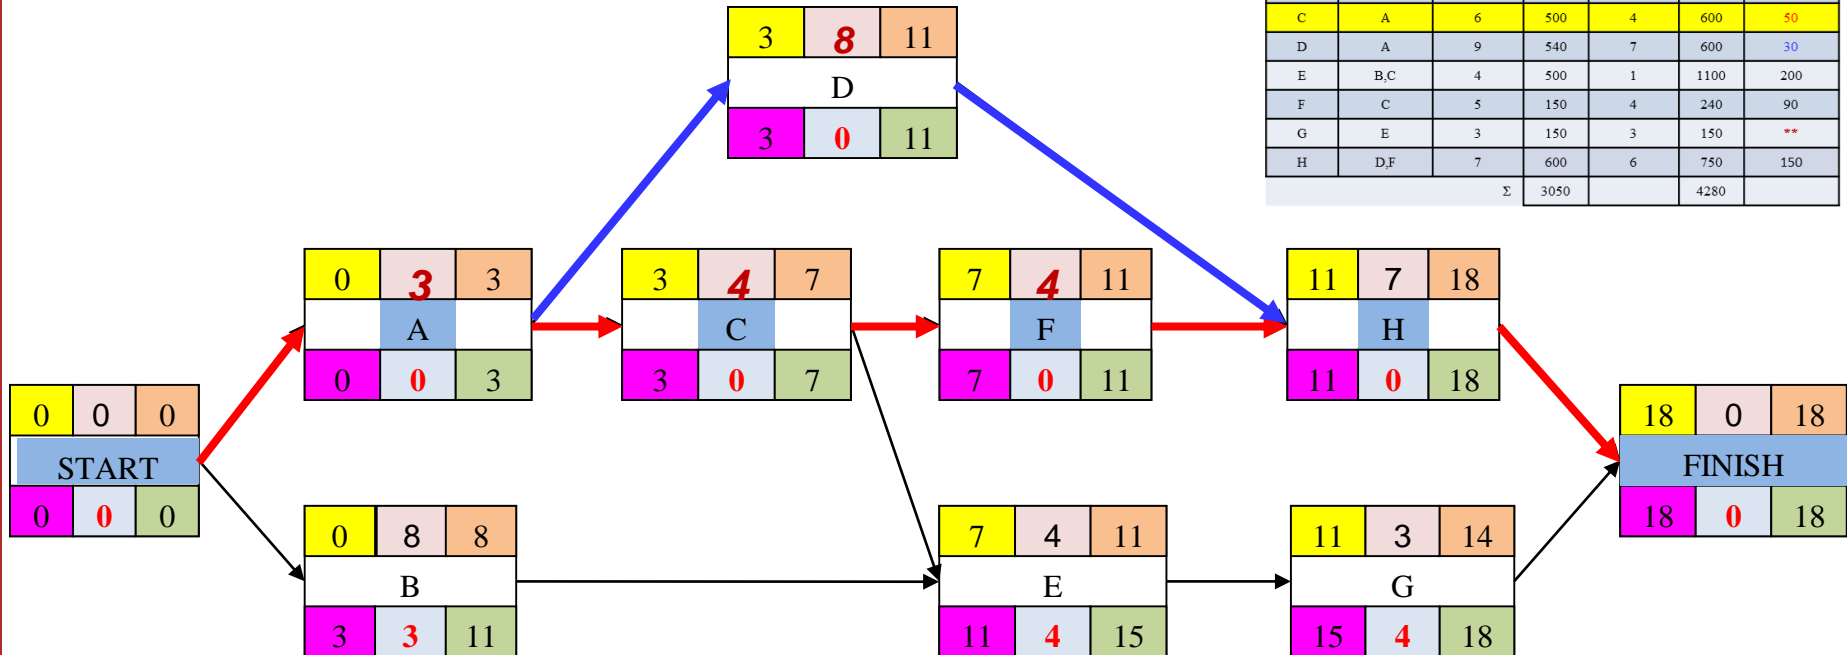 C A 6 500 4 600 50
D A 9 540 7 600 30
E B,C 4 500 1 1100 200
F C 5 150 4 240 90
G E 3 150 3 150 **
H D,F 7 600 6 750 150
Σ 3050 4280
3 8 11
D
3 0 11
0 3 3
A
0 0 3
3 4 7
C
3 0 7
7 4 11
F
7 0 11
11 7 18
H
11 0 18
0 0 0
START
0 0 0
18 0 18
FINISH
18 0 18
0 8 8
B
3 3 11
7 4 11
E
11 4 15
11 3 14
G
15 4 18